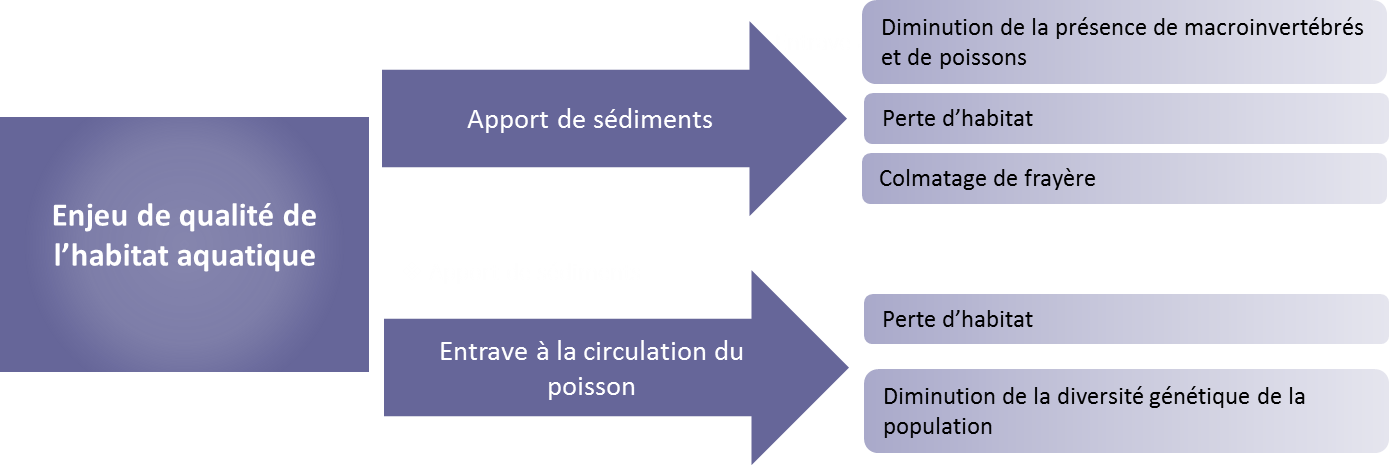 Enjeu de qualité de
l’habitat aquatique
Apport de sédiments
Diminution de la présence de macroinvertébrés
et de poissons
Perte d’habitat
Colmatage de frayère
Entrave à la circulation du
poisson
Perte d’habitat
Diminution de la diversité génétique de la
population